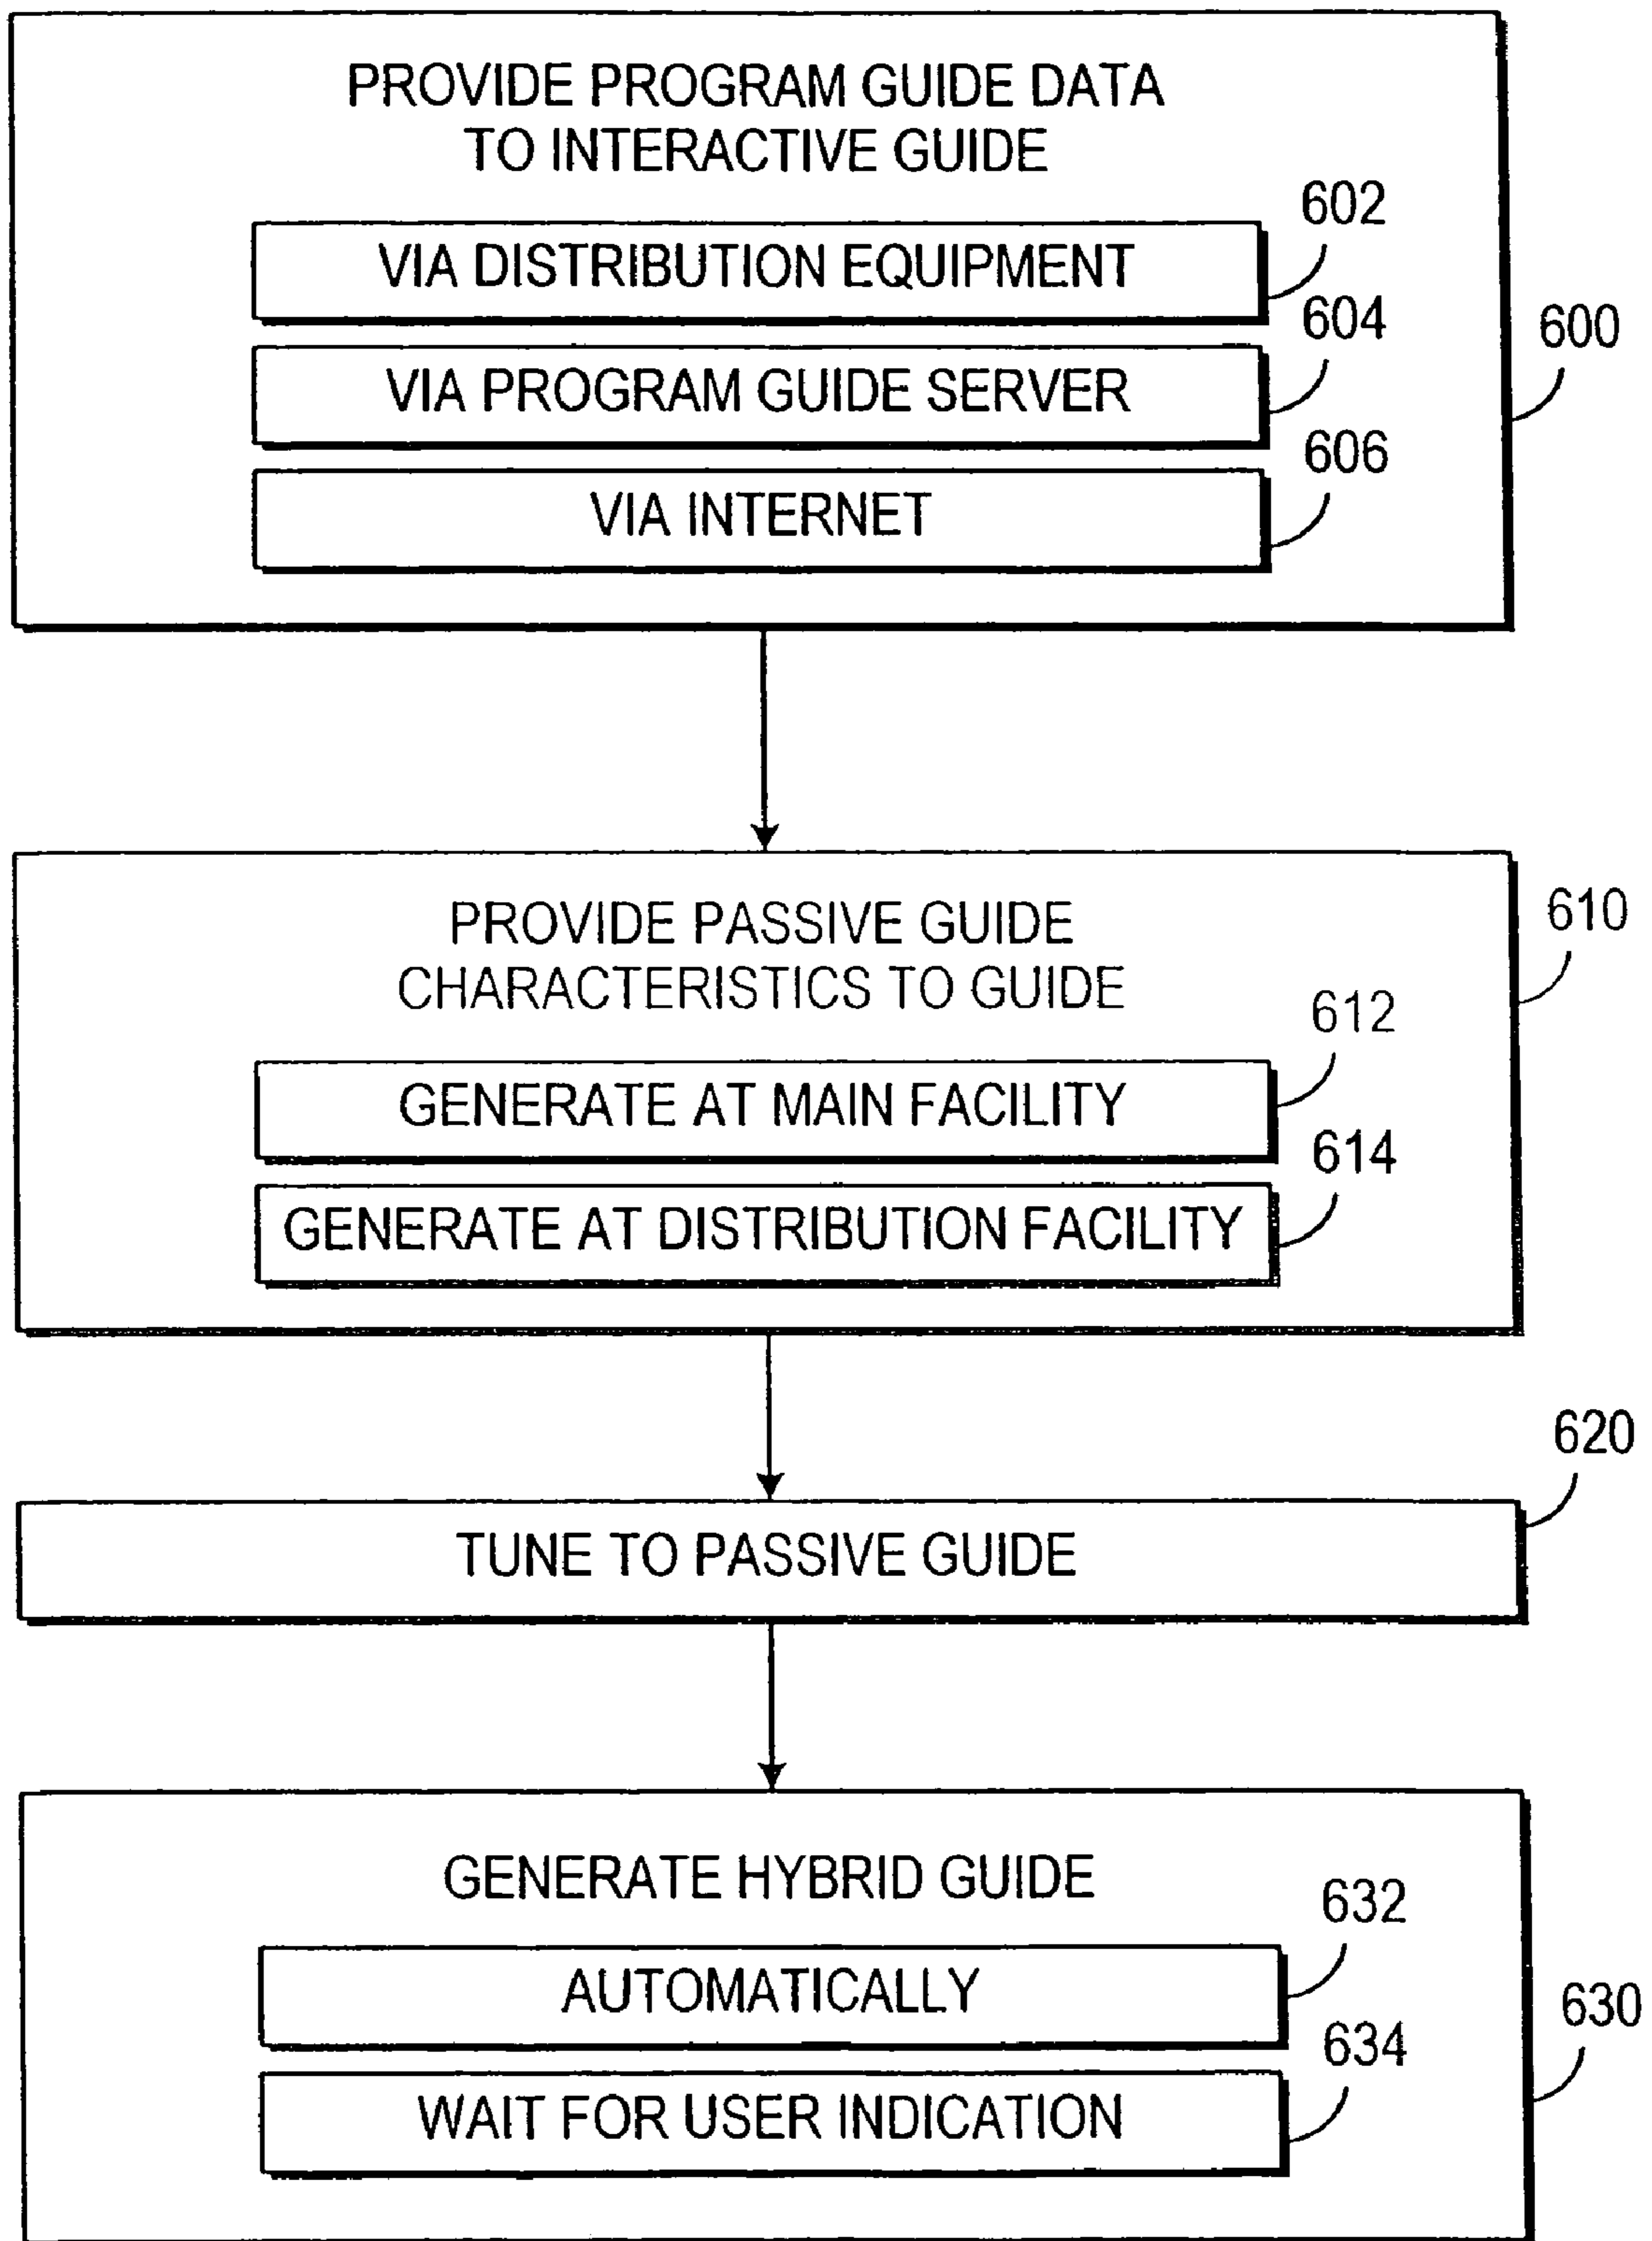 PROVIDE PROGRAM GUIDE DATA
TO INTERACTIVE GUIDE
602
VIA DISTRIBUTION EQUIPMENT
604
600
VIA PROGRAM GUIDE SERVER
606
VIA INTERNET
PROVIDE PASSIVE GUIDE
CHARACTERISTICS TO GUIDE
610
612
GENERATE AT MAIN FACILITY
614
GENERATE AT DISTRIBUTION FACILITY
620
TUNE TO PASSIVE GUIDE
GENERATE HYBRID GUIDE
632
AUTOMATICALLY
630
634
WAIT FOR USER INDICATION